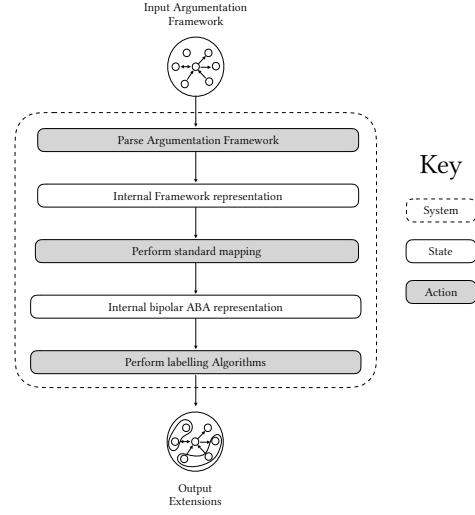 Input Argumentation
Framework
Parse Argumentation Framework
Internal Framework representation
Perform standard mapping
Internal bipolar ABA representation
Perform labelling Algorithms
Output
Extensions
Key
System
State
Action